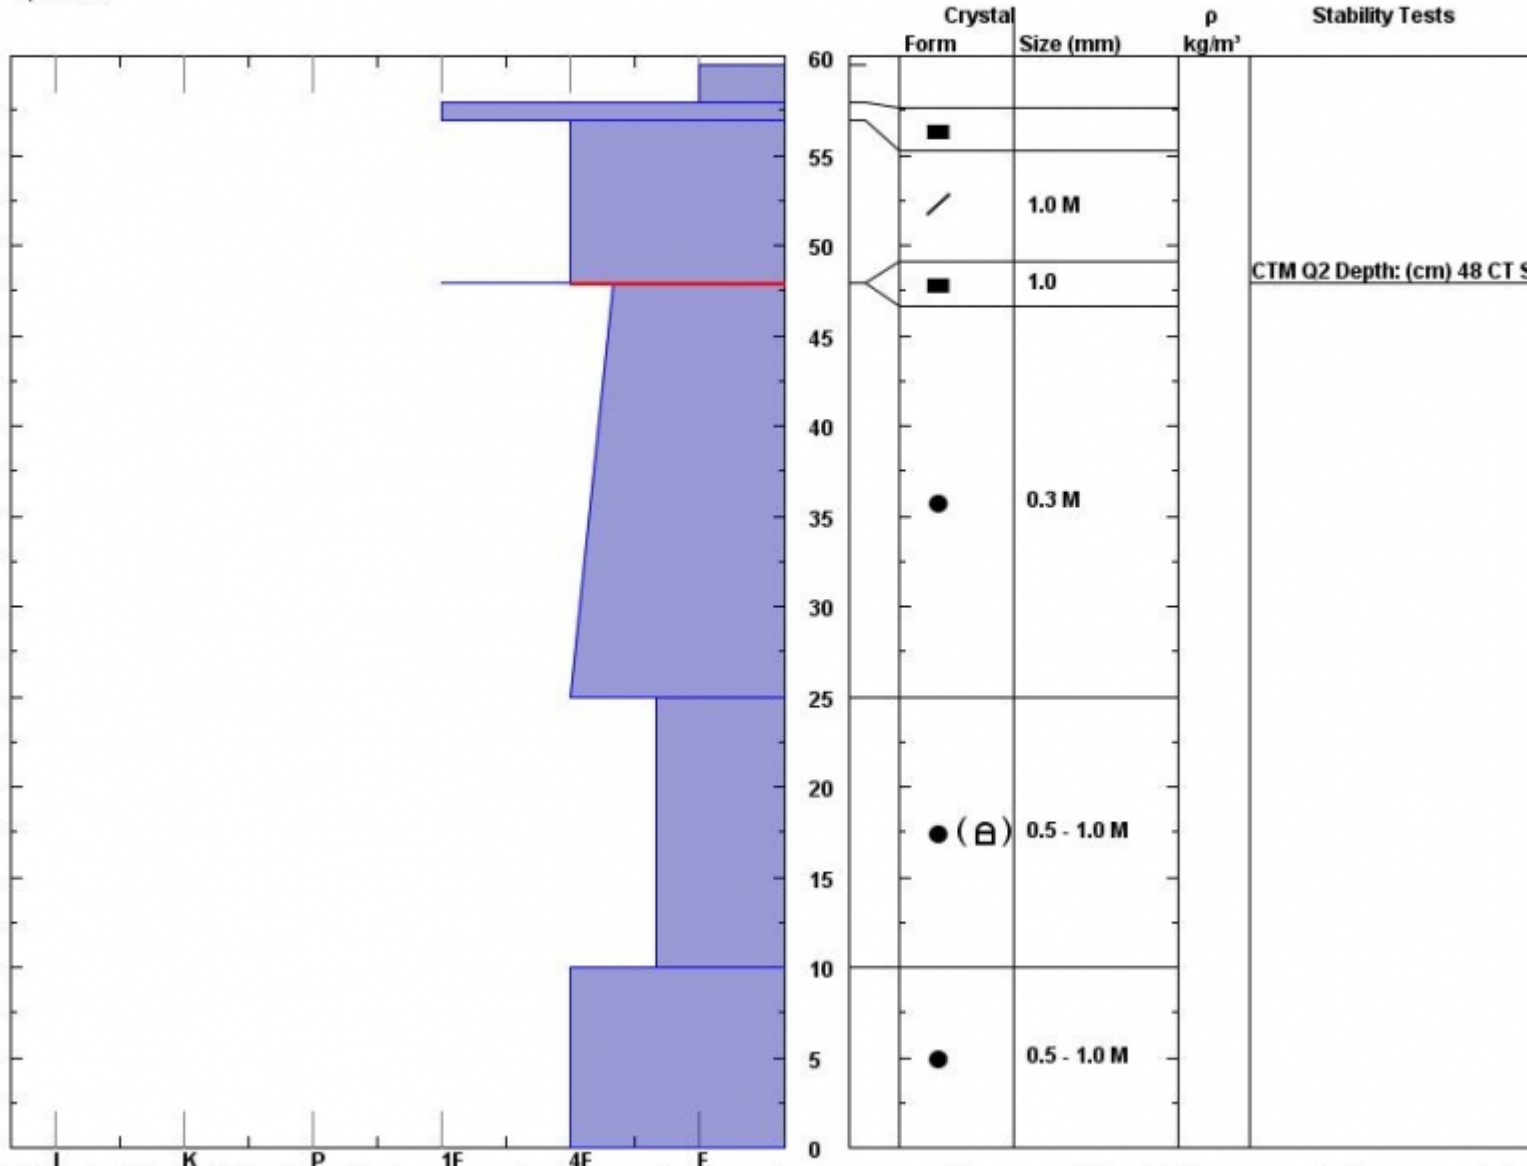 Crystal ρ Stability Tests
Form Size (mm) kg/m³
60
55
1.0 M
50
CTM Q2 Depth: (cm) 48 CT S
1.0
45
40
0.3 M
35
30
25
20
0.5 - 1.0 M
15
10
0.5 - 1.0 M
5
0
I K P 1F 4F F